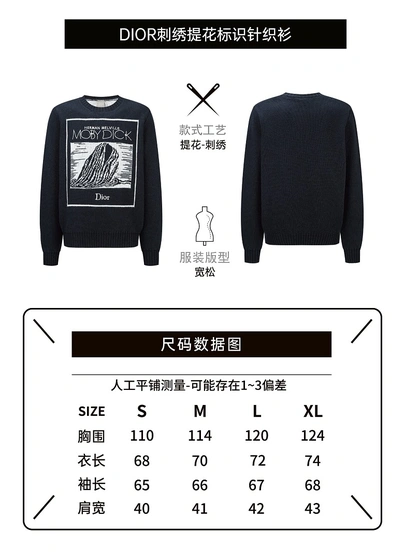 DIOR刺绣提花标识针织衫
HERMAN MELVILLE
MOBY DICK
Dior
款式工艺
提花-刺绣
服装版型
宽松
尺码数据图
人工平铺测量-可能存在1~3偏差
SIZE S M L XL
胸围 110 114 120 124
衣长 68 70 72 74
袖长 65 66 67 68
肩宽 40 41 42 43